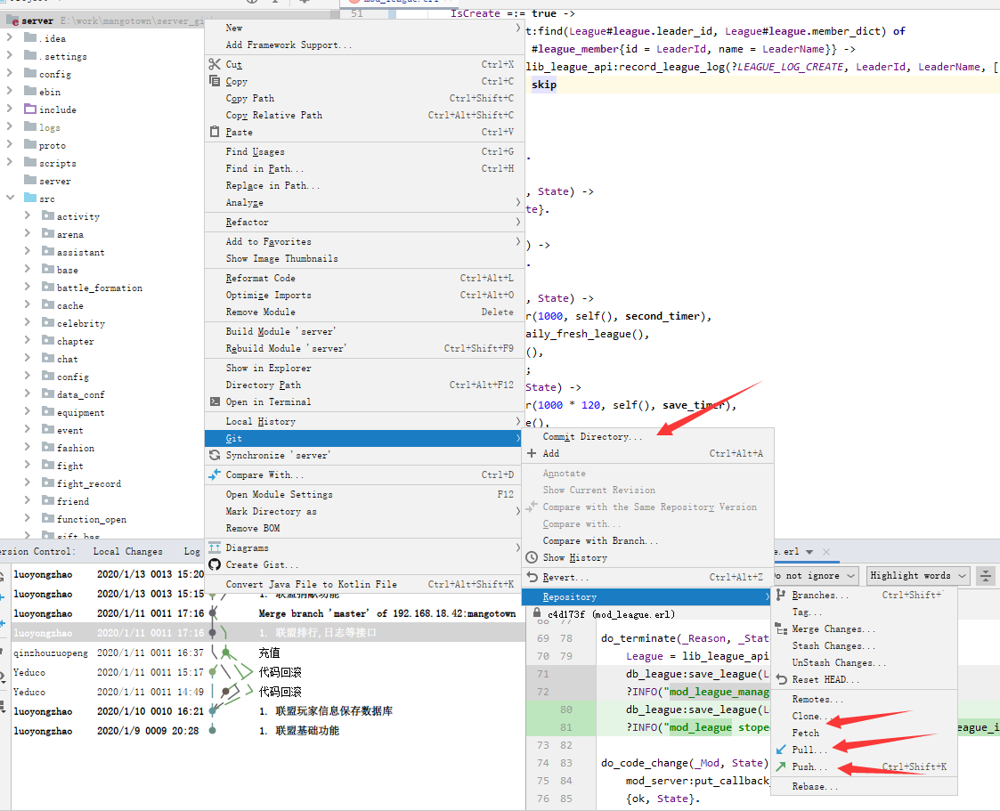 51
server E:\work\mangotown\server_gi
.idea
.settings
config
ebin
include
logs
proto
scripts
server
src
activity
arena
assistant
base
battle_formation
cache
celebrity
chapter
chat
config
data_conf
equipment
event
fashion
fight
fight_record
friend
function_open
gift_bag
New
Add Framework Support...
Cut Ctrl+X
Copy Ctrl+C
Copy Path Ctrl+Shift+C
Copy Relative Path Ctrl+Alt+Shift+C
Paste Ctrl+V
Find Usages Ctrl+G
Find in Path... Ctrl+H
Replace in Path...
Analyze
Refactor
Add to Favorites
Show Image Thumbnails
Reformat Code Ctrl+Alt+L
Optimize Imports Ctrl+Alt+O
Remove Module Delete
Build Module 'server'
Rebuild Module 'server' Ctrl+Shift+F9
Show in Explorer
Directory Path Ctrl+Alt+F12
Open in Terminal
Local History
Git
Synchronize 'server'
Compare With... Ctrl+D
Open Module Settings F12
Mark Directory as
Remove BOM
Diagrams
Create Gist...
Convert Java File to Kotlin File Ctrl+Alt+Shift+K
IsCreate =:= true ->
t:find(League#league.leader_id, League#league.member_dict) of
#league_member{id = LeaderId, name = LeaderName}} ->
lib_league_api:record_league_log(?LEAGUE_LOG_CREATE, LeaderId, LeaderName, [
skip
.
, State) ->
te}.
) ->
.
, State) ->
r(1000, self(), second_timer),
aily_fresh_league(),
(),
;
State) ->
r(1000 * 120, self(), save_timer),
e(),
Commit Directory...
Add Ctrl+Alt+A
Annotate
Show Current Revision
Compare with the Same Repository Version
Compare with...
Compare with Branch...
Show History
Revert... Ctrl+Alt+Z
Repository
Branches... Ctrl+Shift+`
Tag...
Merge Changes...
Stash Changes...
UnStash Changes...
Reset HEAD...
Remotes...
Clone...
Fetch
Pull...
Push... Ctrl+Shift+K
Rebase...
ersion Control: Local Changes Log
luoyongzhao 2020/1/13 0013 15:20
luoyongzhao 2020/1/13 0013 15:15 1. 联盟捐献功能
luoyongzhao 2020/1/11 0011 17:16 Merge branch 'master' of 192.168.18.42:mangotown
luoyongzhao 2020/1/11 0011 17:16 1. 联盟排行,日志等接口
qinzhouzuopeng 2020/1/11 0011 16:37 充值
Yeduco 2020/1/11 0011 15:17 代码回滚
Yeduco 2020/1/11 0011 14:49 代码回滚
luoyongzhao 2020/1/10 0010 16:21 1. 联盟玩家信息保存数据库
luoyongzhao 2020/1/9 0009 20:28 1. 联盟基础功能
e.erl
o not ignore Highlight words
c4d173f (mod_league.erl)
68 77
69 78 do_terminate(_Reason, _Stat
70 79 League = lib_league_api
71 db_league:save_league(L
72 ?INFO("mod_league_manag
80 db_league:save_league(L
81 ?INFO("mod_league stope eague_i
73 82
74 83 do_code_change(_Mod, State)
75 84 mod_server:put_callback_
76 85 {ok, State}.